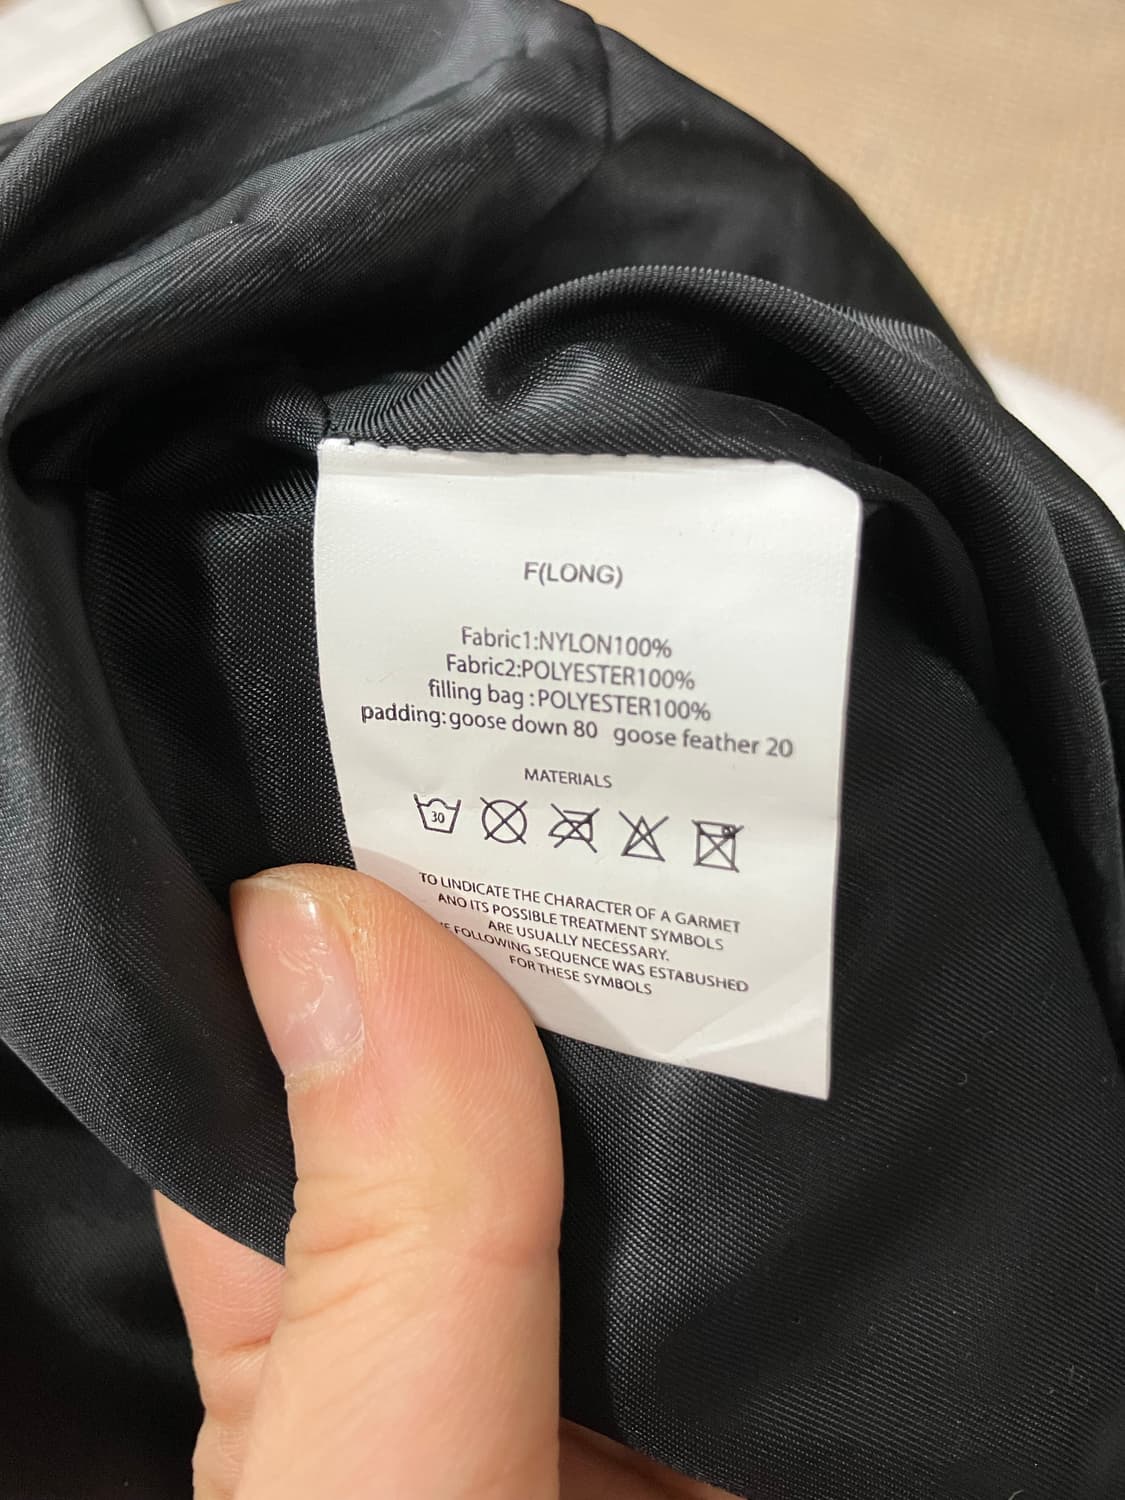 F(LONG)
Fabric1:NYLON100%
Fabric2:POLYESTER100%
filling bag :POLYESTER100%
padding:goose down 80 goose feather 20
MATERIALS
30
TO LINDICATE THE CHARACTER OF A GARMET
ANO ITS POSSIBLE TREATMENT SYMBOLS
ARE USUALLY NECESSARY.
FOLLOWING SEQUENCE WAS ESTABUSHED
FOR THESE SYMBOLS